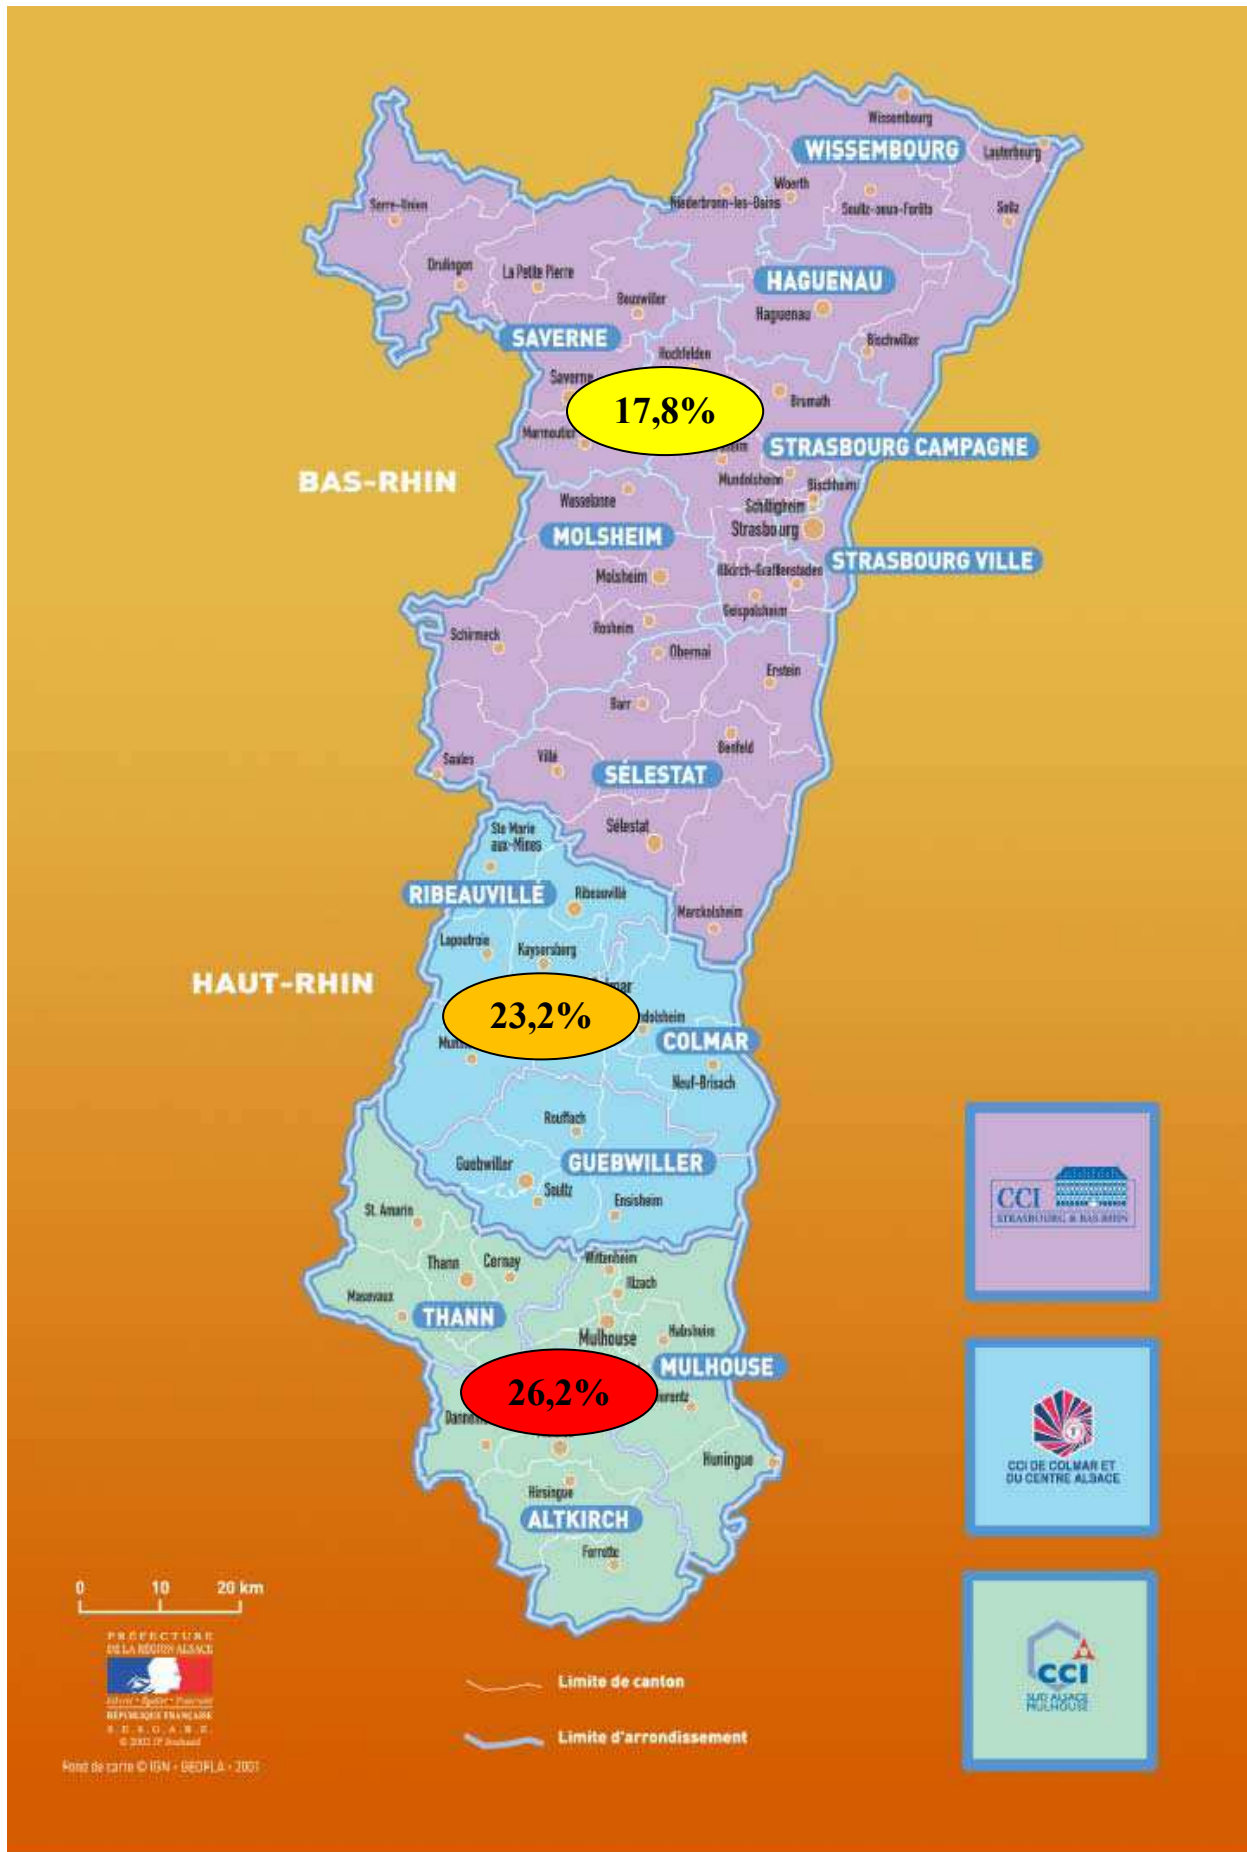 Wissembourg
WISSEMBOURG
Lauterbourg
Woerth
Niederbronn-les-Bains
Soultz-sous-Forêts
Seltz
Sarre-Union
Drulingen
La Petite Pierre
HAGUENAU
Bouxwiller
Haguenau
SAVERNE
Bischwiller
Hochfelden
Saverne
17,8%
Brumath
Marmoutier
STRASBOURG CAMPAGNE
BAS-RHIN
Mundolsheim
Bischheim
Wasselonne
Schiltigheim
Strasbourg
MOLSHEIM
STRASBOURG VILLE
Molsheim
Illkirch-Graffenstaden
Geispolsheim
Rosheim
Schirmeck
Obernai
Erstein
Barr
Benfeld
Saales
Villé
SÉLESTAT
Ste Marie
aux-Mines
Sélestat
RIBEAUVILLÉ
Ribeauvillé
Marckolsheim
Lapoutroie
Kaysersberg
HAUT-RHIN
23,2%
COLMAR
Neuf-Brisach
Rouffach
Guebwiller
GUEBWILLER
Soultz
Ensisheim
St. Amarin
CCI
STRASBOURG & BAS-RHIN
Wittenheim
Thann
Cernay
Illzach
Masevaux
THANN
Mulhouse
Habsheim
MULHOUSE
26,2%
Huningue
Hirsingue
ALTKIRCH
Ferrette
CCI DE COLMAR ET
DU CENTRE ALSACE
CCI
SUD ALSACE
MULHOUSE
0 10 20 km
PRÉFECTURE
DE LA RÉGION ALSACE
Liberté • Égalité • Fraternité
RÉPUBLIQUE FRANÇAISE
Limite de canton
Limite d'arrondissement
Fond de carte © IGN - GEOFLA - 2001